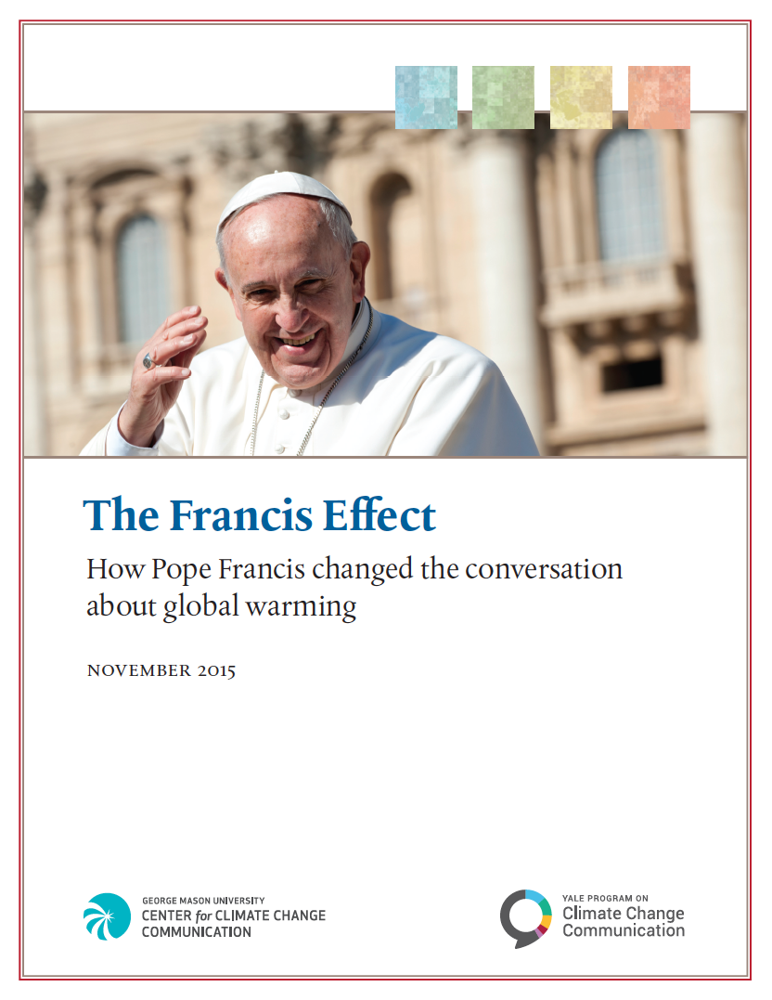 The Francis Effect
How Pope Francis changed the conversation
about global warming
NOVEMBER 2015
GEORGE MASON UNIVERSITY
CENTER for CLIMATE CHANGE
COMMUNICATION
YALE PROGRAM ON
Climate Change
Communication